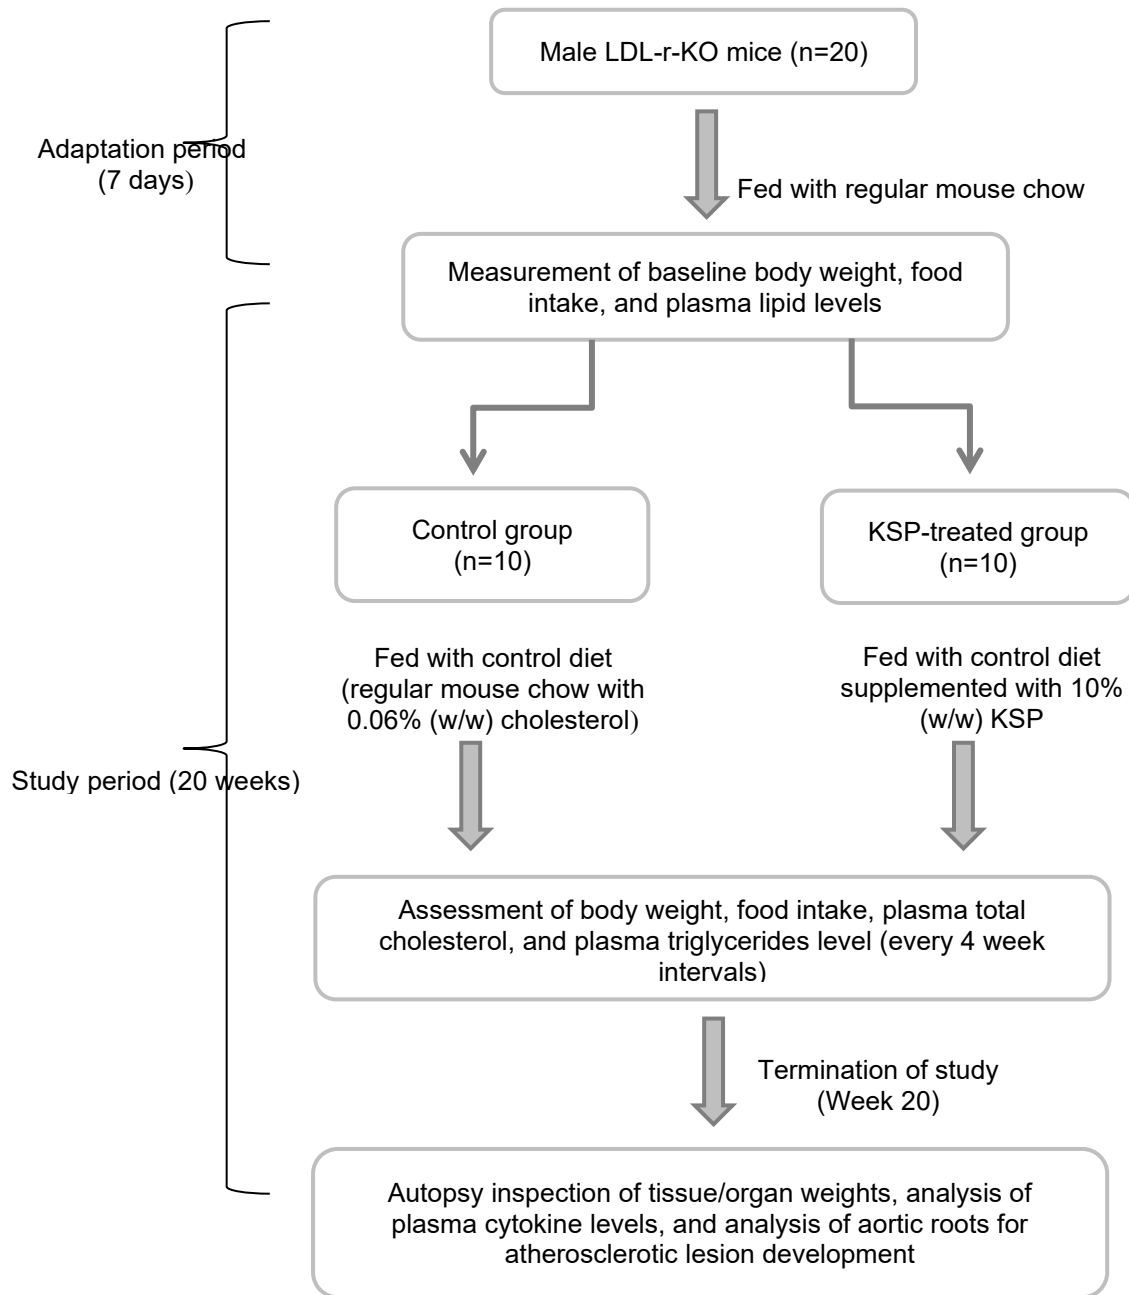 Male LDL-r-KO mice (n=20)
Adaptation period
(7 days)
Fed with regular mouse chow
Measurement of baseline body weight, food
intake, and plasma lipid levels
Control group
(n=10)
KSP-treated group
(n=10)
Fed with control diet
(regular mouse chow with
0.06% (w/w) cholesterol)
Fed with control diet
supplemented with 10%
(w/w) KSP
Study period (20 weeks)
Assessment of body weight, food intake, plasma total
cholesterol, and plasma triglycerides level (every 4 week
intervals)
Termination of study
(Week 20)
Autopsy inspection of tissue/organ weights, analysis of
plasma cytokine levels, and analysis of aortic roots for
atherosclerotic lesion development